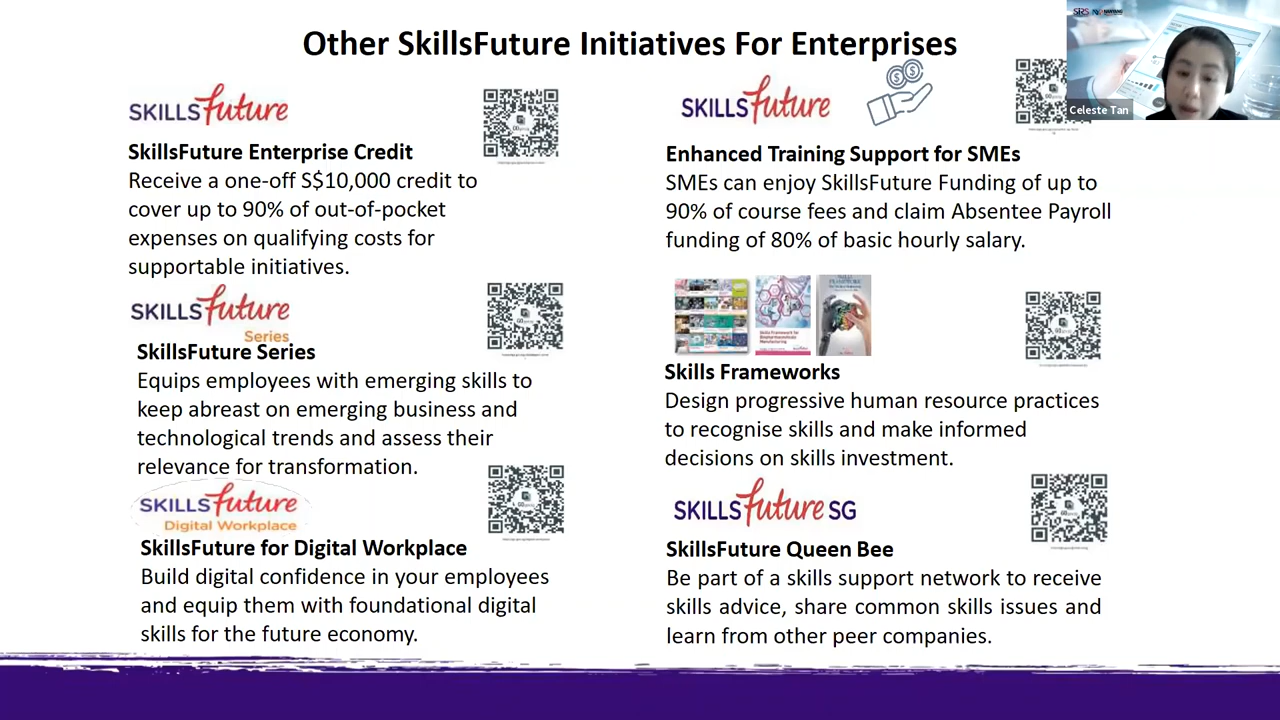 Other SkillsFuture Initiatives For Enterprises
SRS
Celeste Tan
SKILLSfuture
SkillsFuture Enterprise Credit
Receive a one-off S$10,000 credit to
cover up to 90% of out-of-pocket
expenses on qualifying costs for
supportable initiatives.
SKILLSfuture
Series
SkillsFuture Series
Equips employees with emerging skills to
keep abreast on emerging business and
technological trends and assess their
relevance for transformation.
SKILLSfuture
Digital Workplace
SkillsFuture for Digital Workplace
Build digital confidence in your employees
and equip them with foundational digital
skills for the future economy.
SKILLSfuture
Enhanced Training Support for SMEs
SMEs can enjoy SkillsFuture Funding of up to
90% of course fees and claim Absentee Payroll
funding of 80% of basic hourly salary.
Skills Framework for
Biopharmaceuticals
Manufacturing
Skills Frameworks
Design progressive human resource practices
to recognise skills and make informed
decisions on skills investment.
SKILLSfuture SG
SkillsFuture Queen Bee
Be part of a skills support network to receive
skills advice, share common skills issues and
learn from other peer companies.